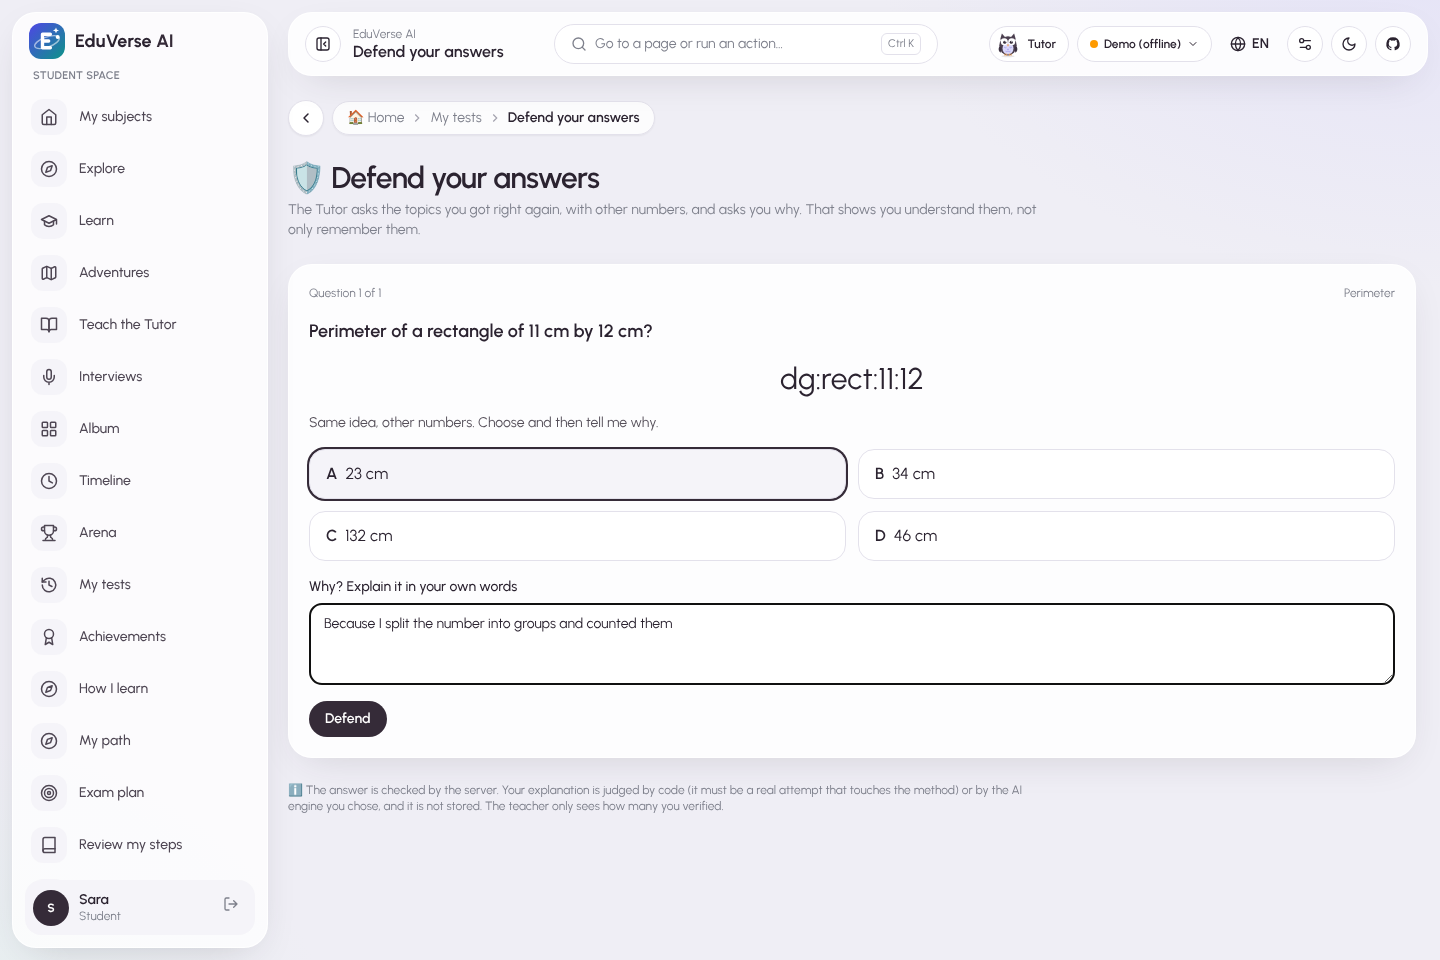 EduVerse AI
STUDENT SPACE
My subjects
Explore
Learn
Adventures
Teach the Tutor
Interviews
Album
Timeline
Arena
My tests
Achievements
How I learn
My path
Exam plan
Review my steps
S
Sara
Student
EduVerse AI
Defend your answers
Go to a page or run an action...
Ctrl K
Tutor
Demo (offline)
EN
Home
My tests
Defend your answers
Defend your answers
The Tutor asks the topics you got right again, with other numbers, and asks you why. That shows you understand them, not
only remember them.
Question 1 of 1
Perimeter
Perimeter of a rectangle of 11 cm by 12 cm?
dg:rect:11:12
Same idea, other numbers. Choose and then tell me why.
A 23 cm
B 34 cm
C 132 cm
D 46 cm
Why? Explain it in your own words
Because I split the number into groups and counted them
Defend
ℹ️ The answer is checked by the server. Your explanation is judged by code (it must be a real attempt that touches the method) or by the AI
engine you chose, and it is not stored. The teacher only sees how many you verified.